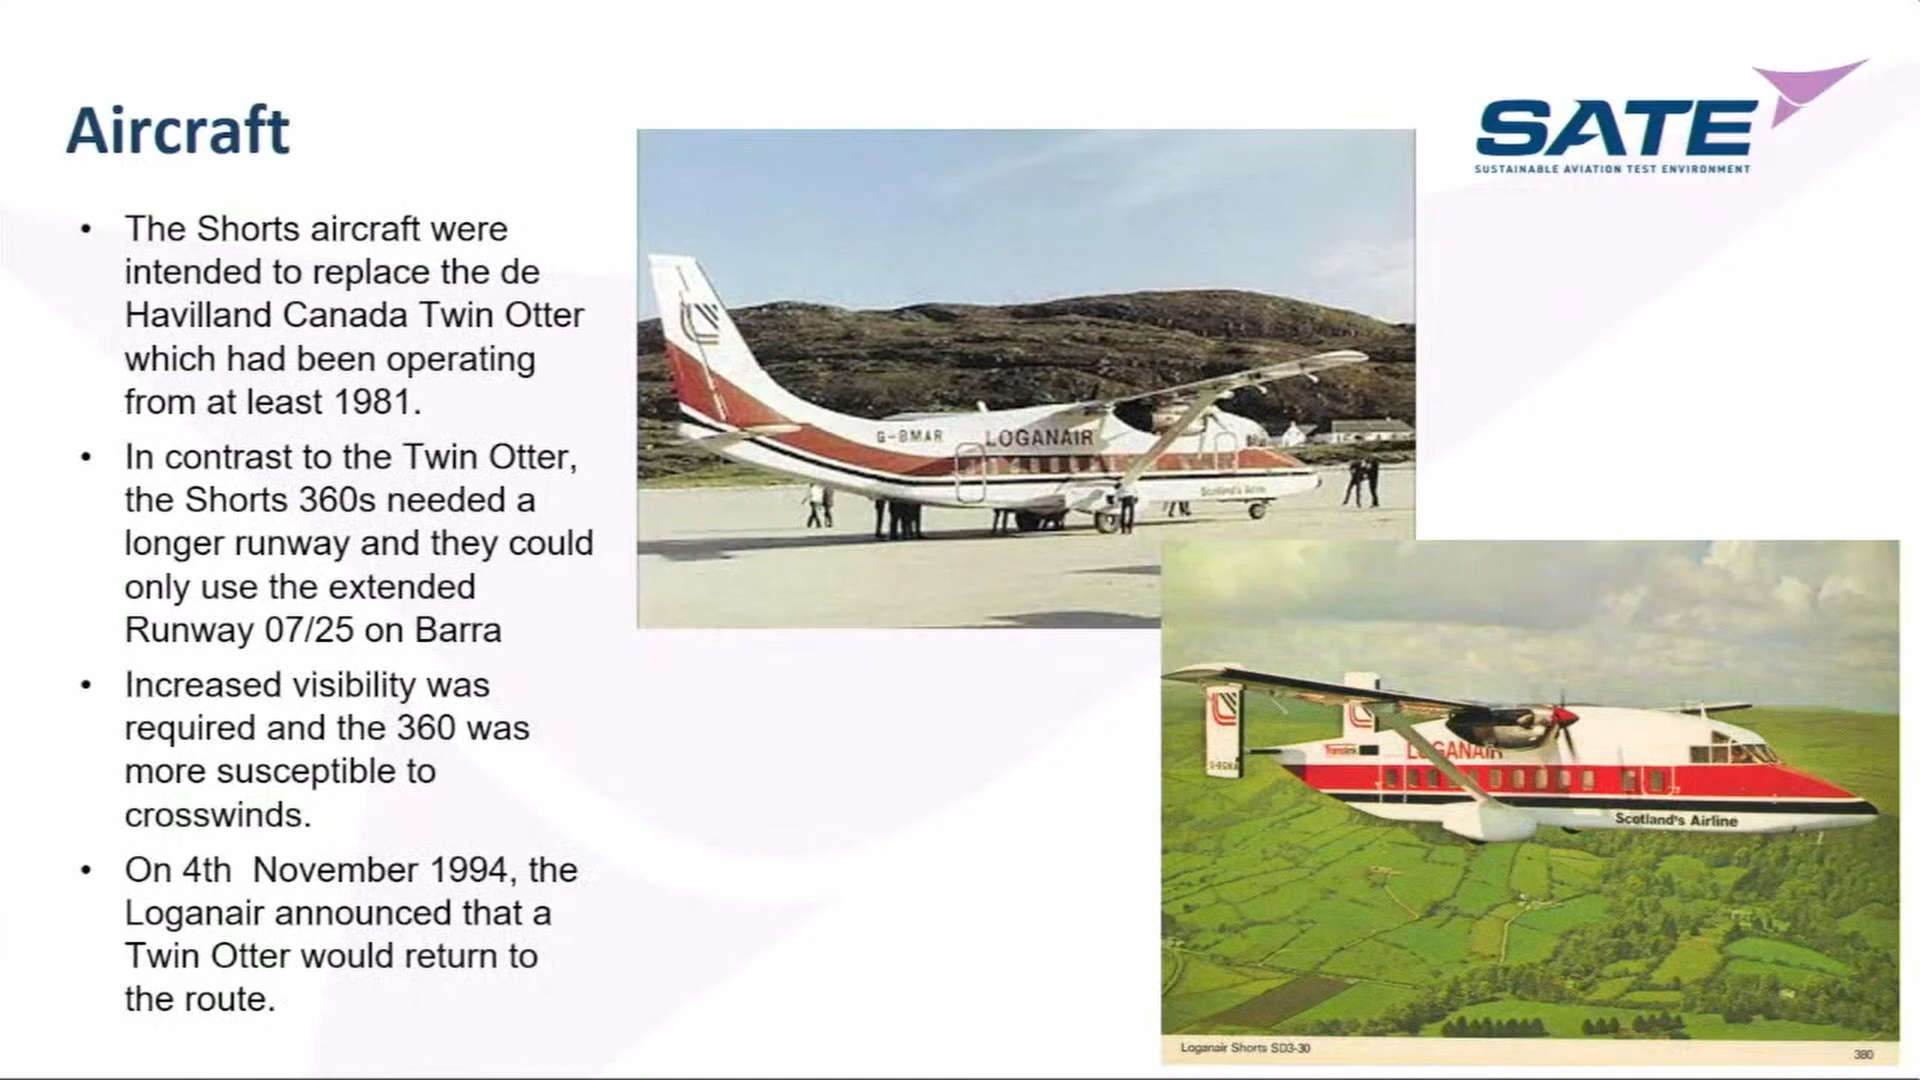 Aircraft
SATE
SUSTAINABLE AVIATION TEST ENVIRONMENT
• The Shorts aircraft were
intended to replace the de
Havilland Canada Twin Otter
which had been operating
from at least 1981.
• In contrast to the Twin Otter,
the Shorts 360s needed a
longer runway and they could
only use the extended
Runway 07/25 on Barra
• Increased visibility was
required and the 360 was
more susceptible to
crosswinds.
• On 4th  November 1994, the
Loganair announced that a
Twin Otter would return to
the route.
G-BMAR LOGANAIR
Scotland's Airline
LOGANAIR
Scotland's Airline
Loganair Shorts SD3-30
380